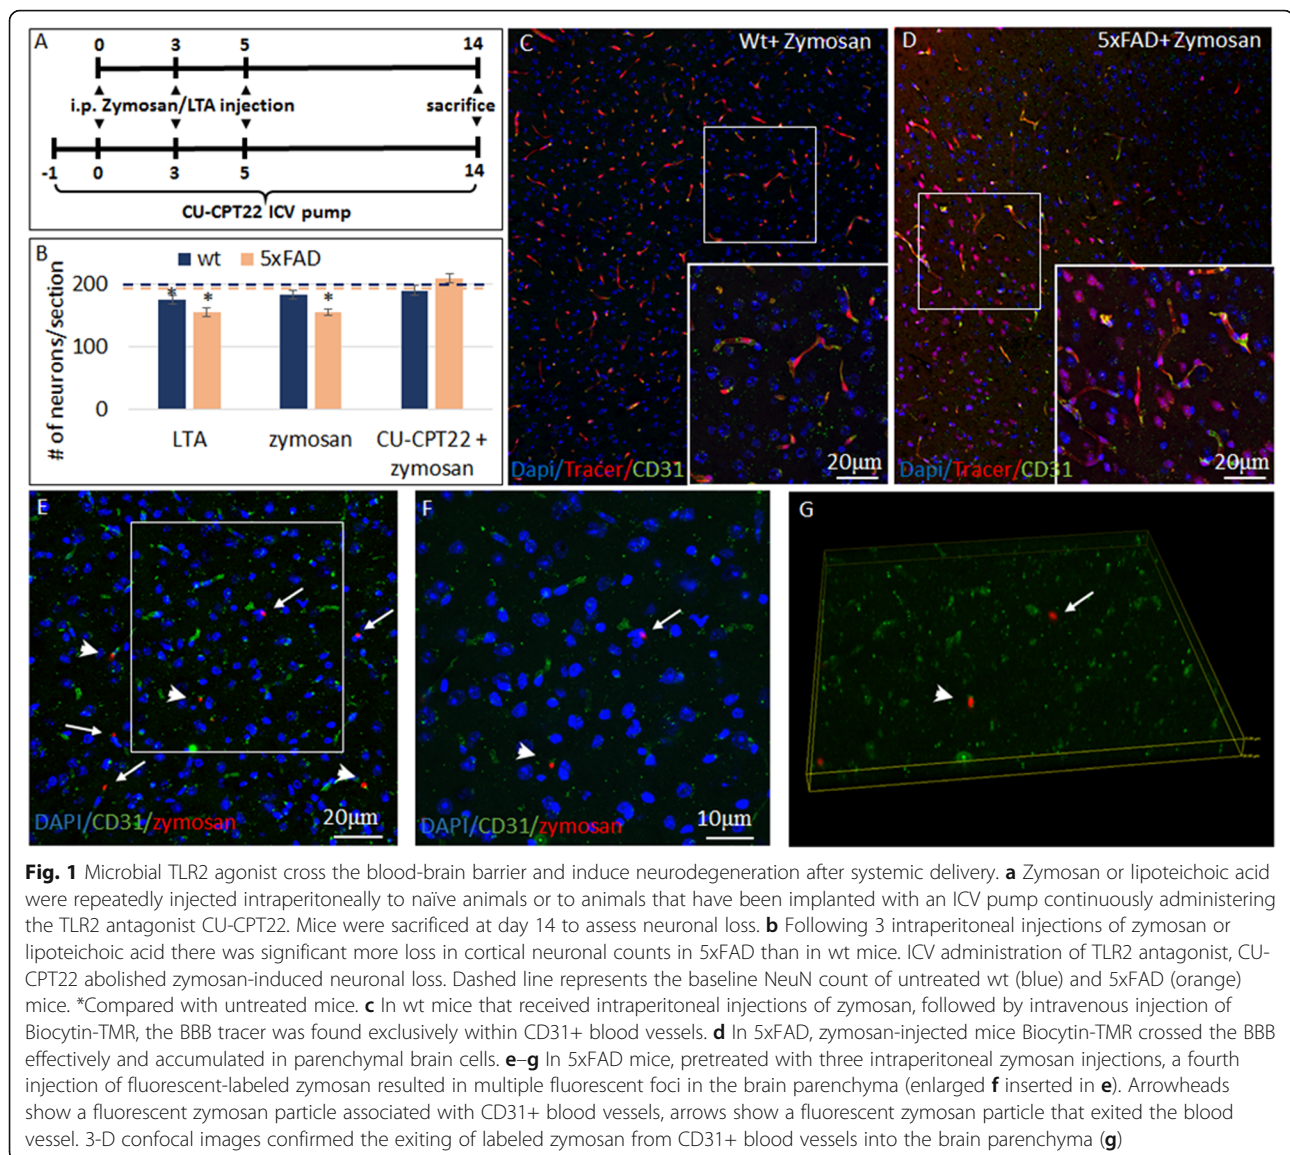 A
0 3 5 14
i.p. Zymosan/LTA injection sacrifice
-1 0 3 5 14
CU-CPT22 ICV pump
B
wt 5xFAD
# of neurons/section
200
100
0
* * *
LTA zymosan CU-CPT22 +
zymosan
C Wt+ Zymosan
Dapi/Tracer/CD31
20μm
D 5xFAD+ Zymosan
Dapi/Tracer/CD31
20μm
E
DAPI/CD31/zymosan
20μm
F
DAPI/CD31/zymosan
10μm
G
Fig. 1 Microbial TLR2 agonist cross the blood-brain barrier and induce neurodegeneration after systemic delivery. a Zymosan or lipoteichoic acid
were repeatedly injected intraperitoneally to naïve animals or to animals that have been implanted with an ICV pump continuously administering
the TLR2 antagonist CU-CPT22. Mice were sacrificed at day 14 to assess neuronal loss. b Following 3 intraperitoneal injections of zymosan or
lipoteichoic acid there was significant more loss in cortical neuronal counts in 5xFAD than in wt mice. ICV administration of TLR2 antagonist, CU-
CPT22 abolished zymosan-induced neuronal loss. Dashed line represents the baseline NeuN count of untreated wt (blue) and 5xFAD (orange)
mice. *Compared with untreated mice. c In wt mice that received intraperitoneal injections of zymosan, followed by intravenous injection of
Biocytin-TMR, the BBB tracer was found exclusively within CD31+ blood vessels. d In 5xFAD, zymosan-injected mice Biocytin-TMR crossed the BBB
effectively and accumulated in parenchymal brain cells. e–g In 5xFAD mice, pretreated with three intraperitoneal zymosan injections, a fourth
injection of fluorescent-labeled zymosan resulted in multiple fluorescent foci in the brain parenchyma (enlarged f inserted in e). Arrowheads
show a fluorescent zymosan particle associated with CD31+ blood vessels, arrows show a fluorescent zymosan particle that exited the blood
vessel. 3-D confocal images confirmed the exiting of labeled zymosan from CD31+ blood vessels into the brain parenchyma (g)